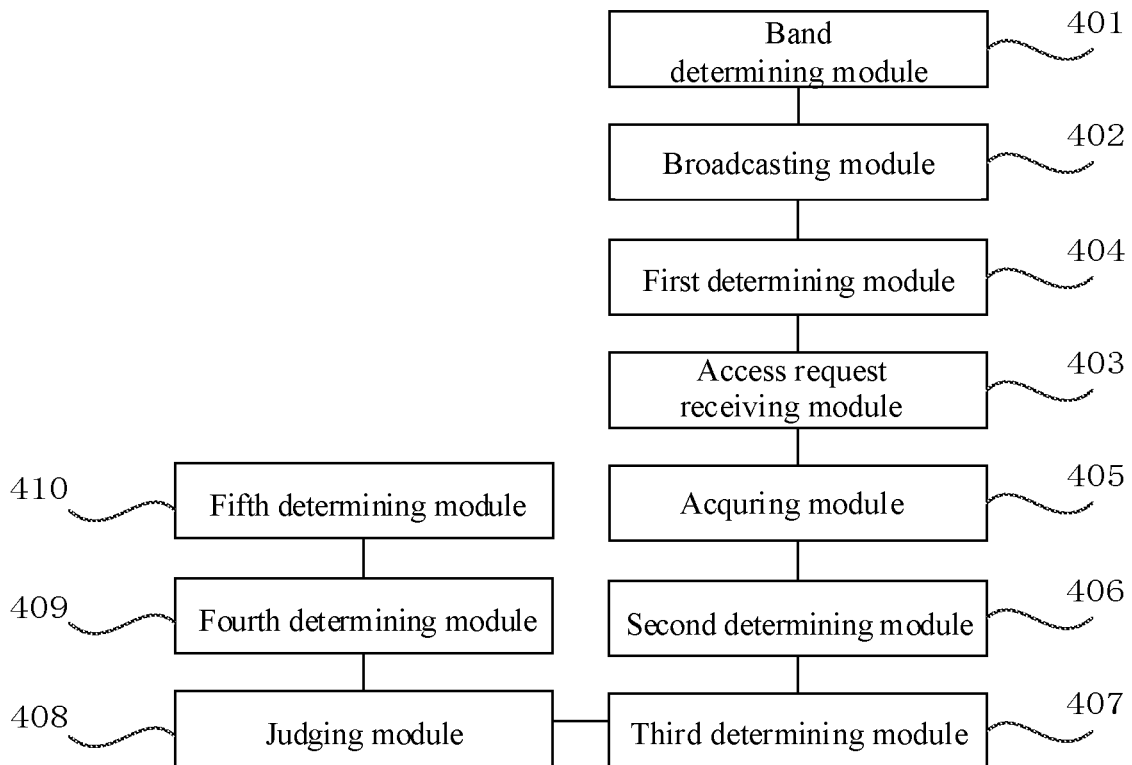 Band
determining module
401
Broadcasting module
402
First determining module
404
Access request
receiving module
403
Acquring module
405
Second determining module
406
Third determining module
407
Judging module
408
Fourth determining module
409
Fifth determining module
410